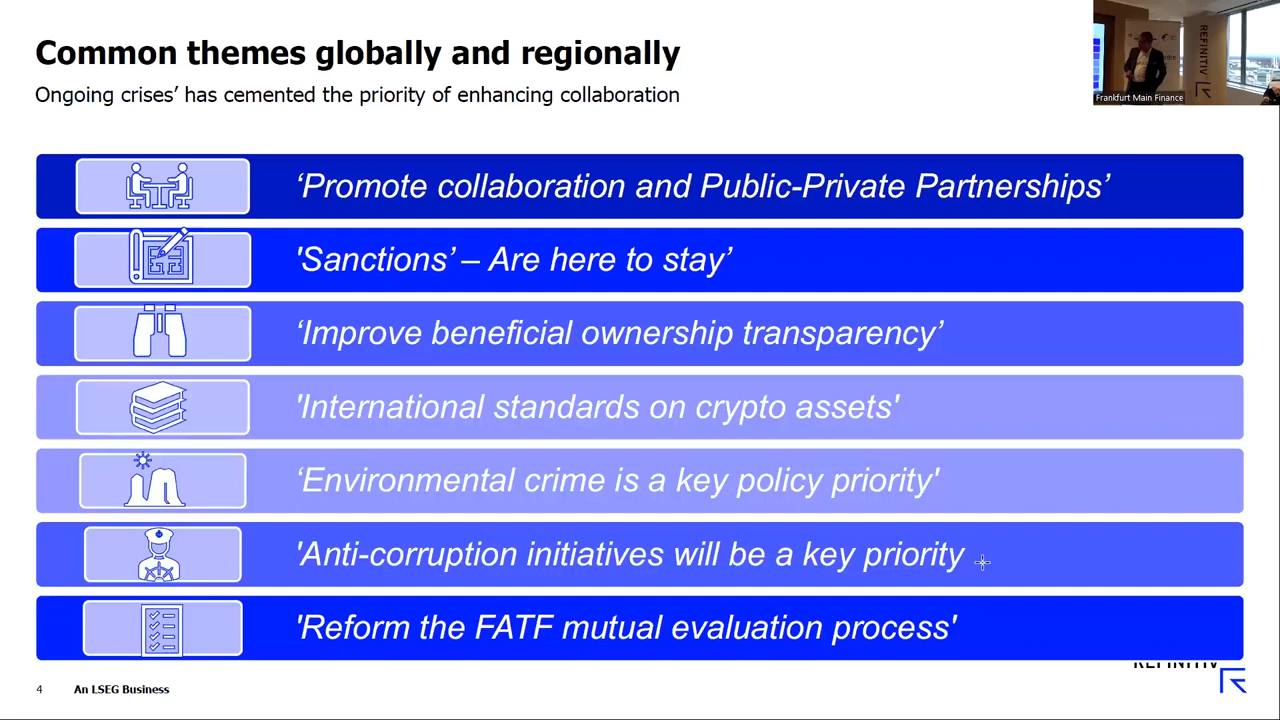 Common themes globally and regionally
Ongoing crises’ has cemented the priority of enhancing collaboration
REFINITIV
Frankfurt Main Finance
‘Promote collaboration and Public-Private Partnerships’
'Sanctions’ – Are here to stay’
‘Improve beneficial ownership transparency’
'International standards on crypto assets'
‘Environmental crime is a key policy priority'
'Anti-corruption initiatives will be a key priority
'Reform the FATF mutual evaluation process'
REFINITIV
4 An LSEG Business